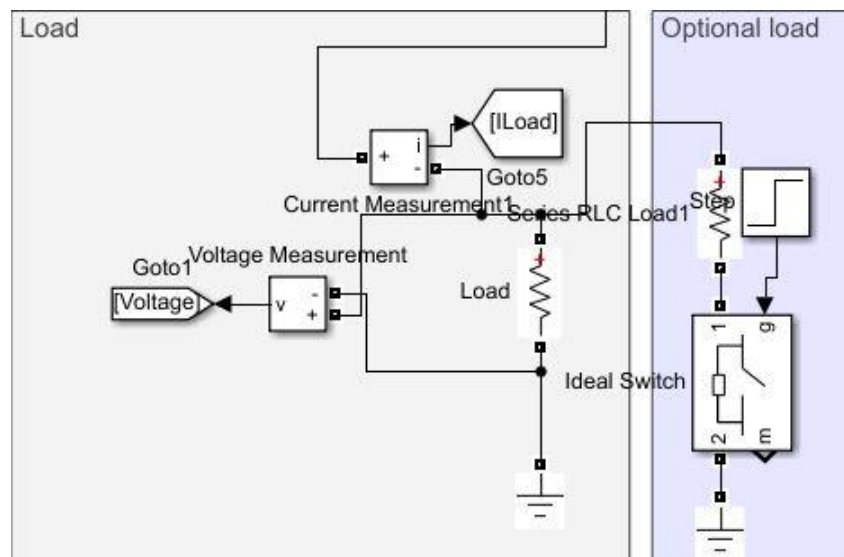 Load
Optional load
[ILoad]
i
+
-
Goto5
Current Measurement1
Series RLC Load1
+
Step
Voltage Measurement
Goto1
[Voltage]
v
-
+
+
Load
1
g
Ideal Switch
2
m